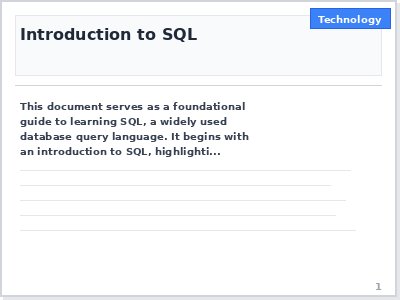 Technology
Introduction to SQL
This document serves as a foundational
guide to learning SQL, a widely used
database query language. It begins with
an introduction to SQL, highlighti...
1